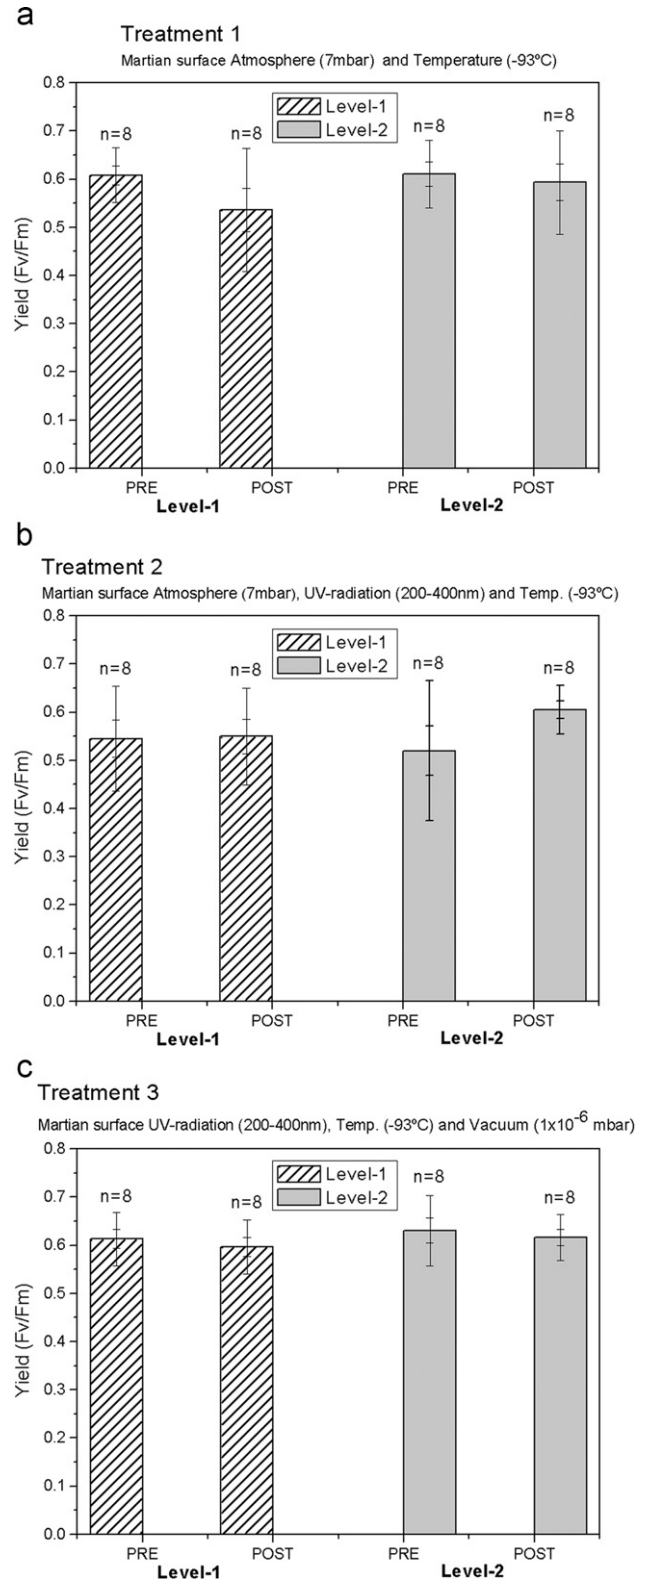 a
Treatment 1
Martian surface Atmosphere (7mbar) and Temperature (-93ºC)
0.8
0.7
0.6
0.5
0.4
0.3
0.2
0.1
0.0
Yield (Fv/Fm)
Level-1
Level-2
n=8
n=8
n=8
n=8
PRE
POST
PRE
POST
Level-1
Level-2
b
Treatment 2
Martian surface Atmosphere (7mbar), UV-radiation (200-400nm) and Temp. (-93ºC)
0.8
0.7
0.6
0.5
0.4
0.3
0.2
0.1
0.0
Yield (Fv/Fm)
Level-1
Level-2
n=8
n=8
n=8
n=8
PRE
POST
PRE
POST
Level-1
Level-2
c
Treatment 3
Martian surface UV-radiation (200-400nm), Temp. (-93ºC) and Vacuum (1x10⁻⁶ mbar)
0.8
0.7
0.6
0.5
0.4
0.3
0.2
0.1
0.0
Yield (Fv/Fm)
Level-1
Level-2
n=8
n=8
n=8
n=8
PRE
POST
PRE
POST
Level-1
Level-2